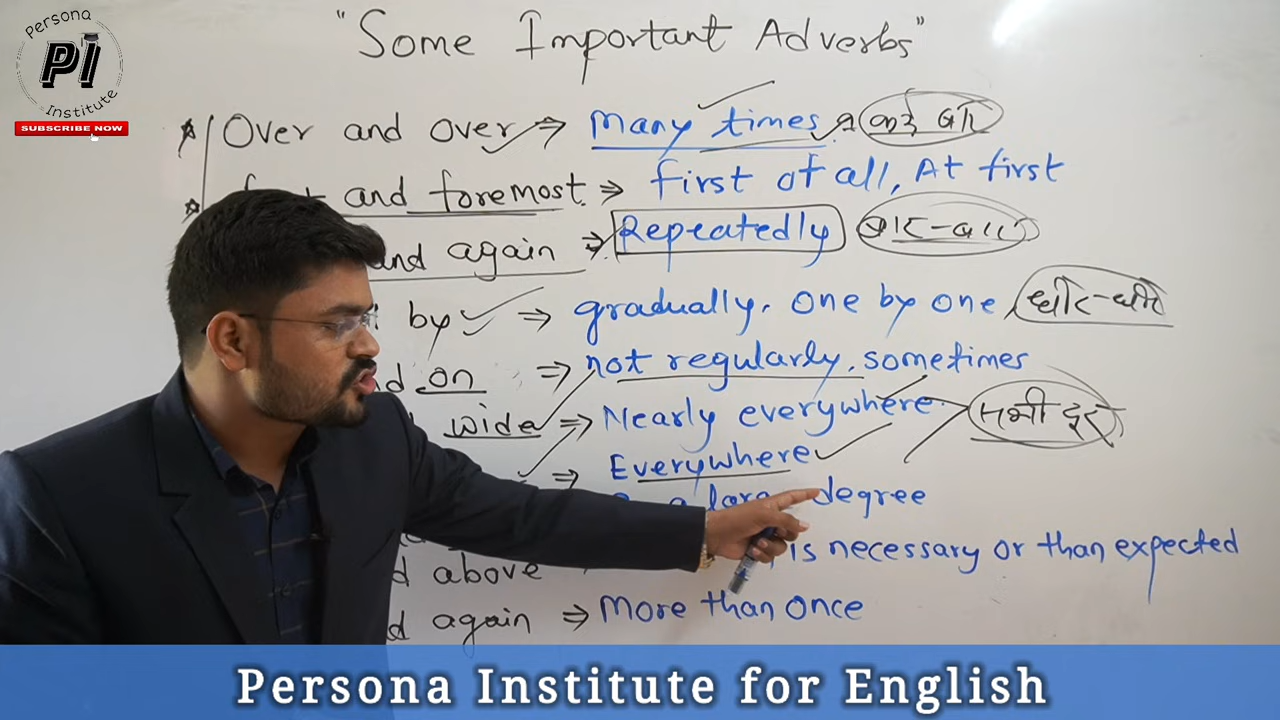 Persona
PI
Institute
SUBSCRIBE NOW
"Some Important Adverbs"
Over and over ⇒ Many times कई बार
and foremost. ⇒ First of all, At first
and again ⇒ Repeatedly बार-बार
by ⇒ gradually, one by one धीरे-धीरे
on ⇒ not regularly, sometimes
wide ⇒ Nearly everywhere.
⇒ Everywhere
degree
above is necessary or than expected
again ⇒ More than once
Persona Institute for English